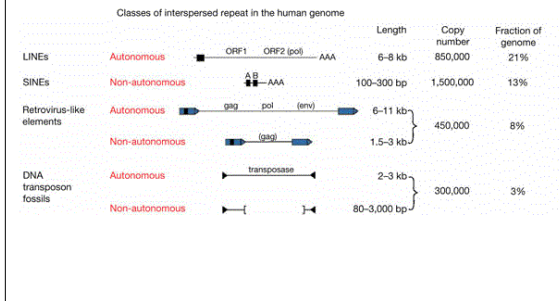 Classes of interspersed repeat in the human genome
Length Copy number Fraction of genome
LINEs Autonomous ORF1 ORF2 (pol) AAA 6–8 kb 850,000 21%
SINEs Non-autonomous A B AAA 100–300 bp 1,500,000 13%
Retrovirus-like elements Autonomous gag pol (env) 6–11 kb 450,000 8%
Non-autonomous (gag) 1.5–3 kb
DNA transposon fossils Autonomous transposase 2–3 kb 300,000 3%
Non-autonomous 80–3,000 bp